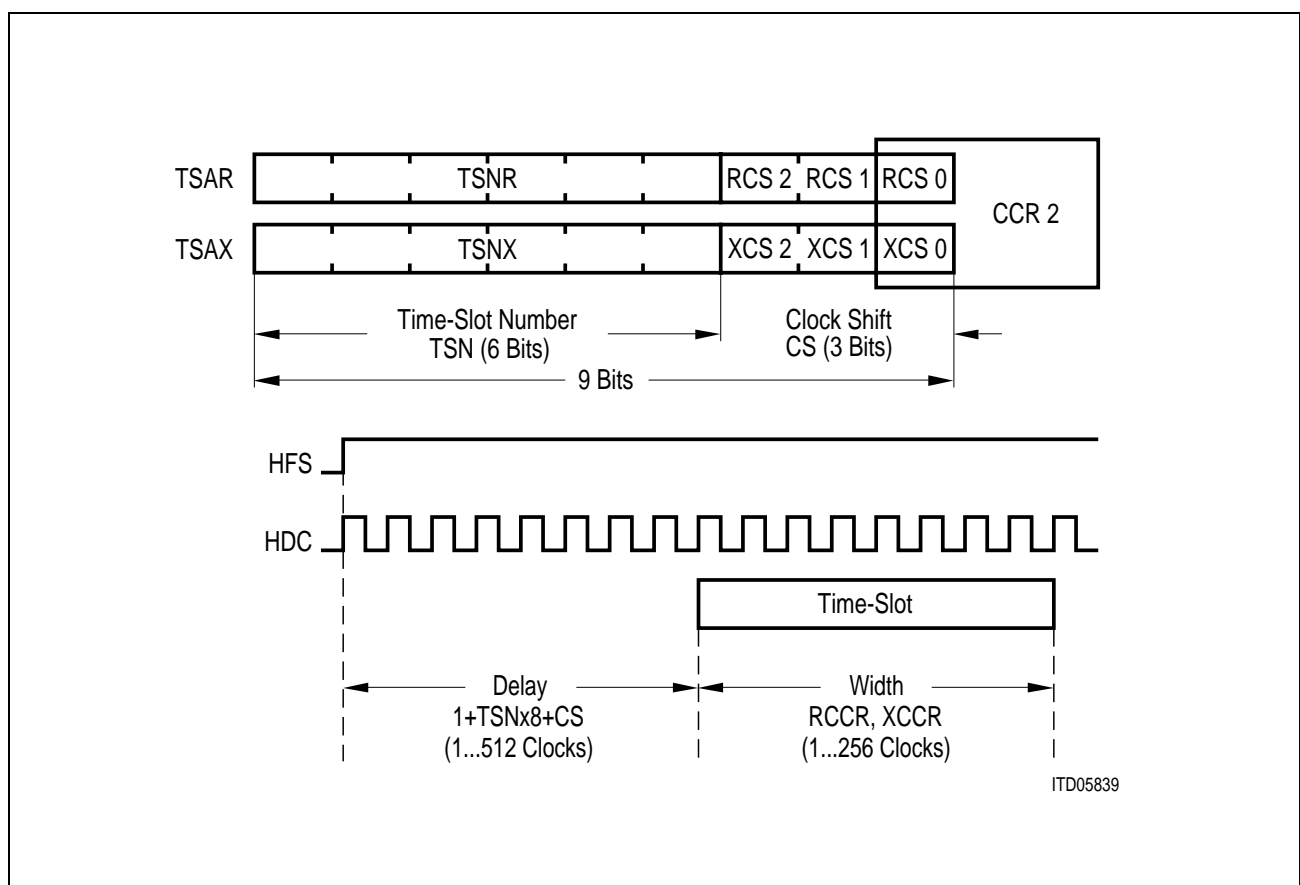 TSAR TSNR RCS 2 RCS 1 RCS 0
CCR 2
TSAX TSNX XCS 2 XCS 1 XCS 0
Time-Slot Number
TSN (6 Bits)
Clock Shift
CS (3 Bits)
9 Bits
HFS
HDC
Time-Slot
Delay
1+TSNx8+CS
(1...512 Clocks)
Width
RCCR, XCCR
(1...256 Clocks)
ITD05839